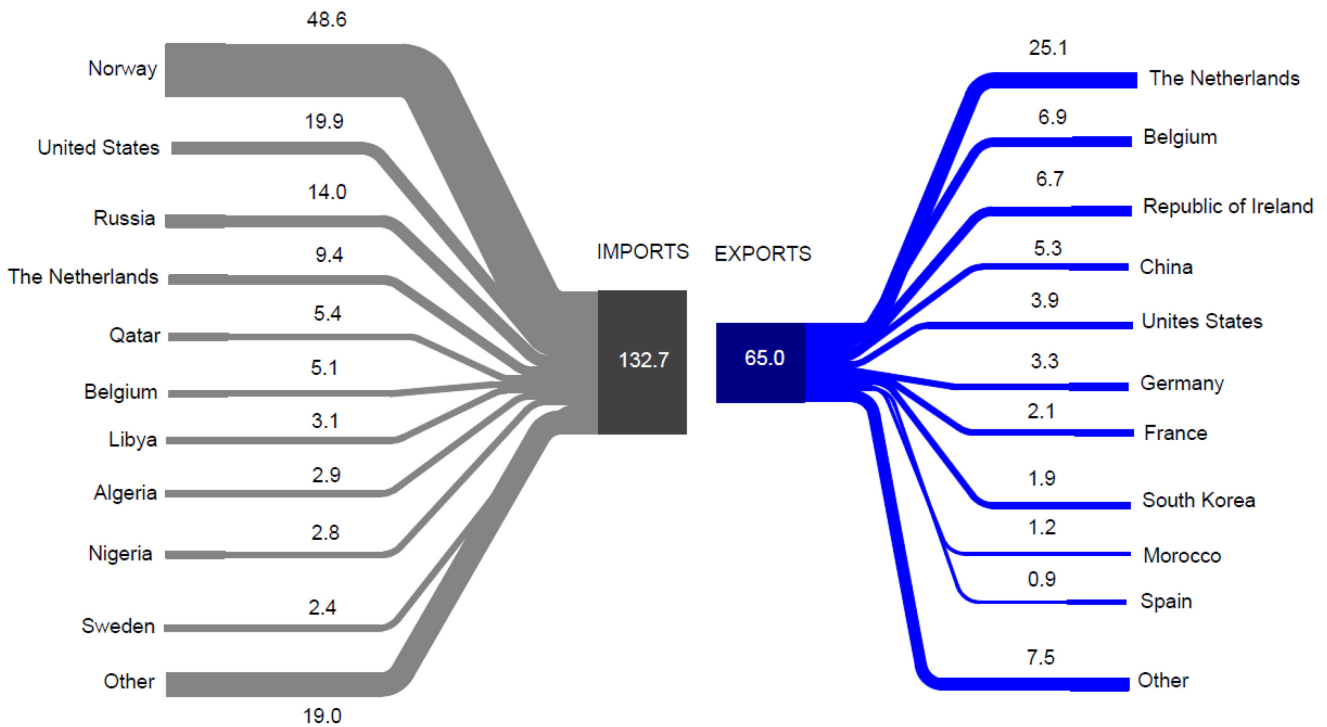 48.6
Norway
19.9
United States
14.0
Russia
9.4
The Netherlands
5.4
Qatar
5.1
Belgium
3.1
Libya
2.9
Algeria
2.8
Nigeria
2.4
Sweden
Other
19.0
IMPORTS
132.7
EXPORTS
65.0
25.1
The Netherlands
6.9
Belgium
6.7
Republic of Ireland
5.3
China
3.9
Unites States
3.3
Germany
2.1
France
1.9
South Korea
1.2
Morocco
0.9
Spain
7.5
Other